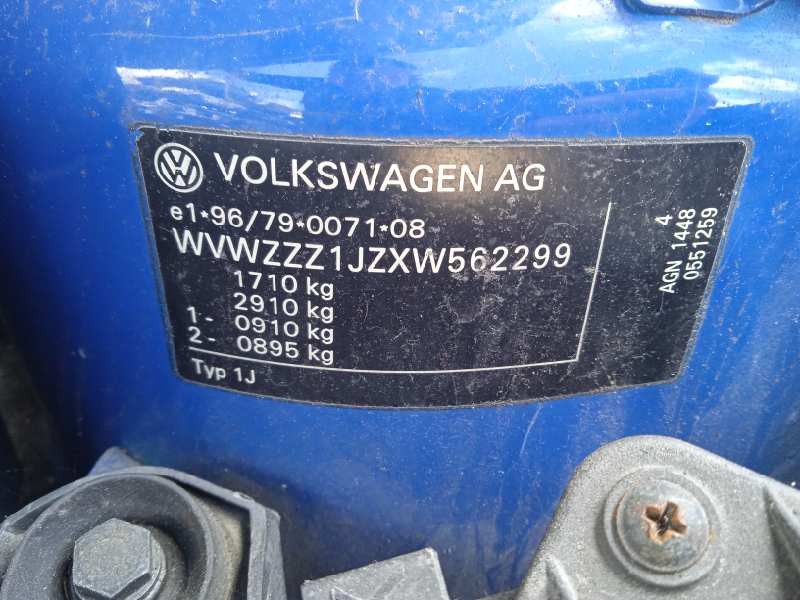 VOLKSWAGEN AG
e1*96/79*0071*08
WVWZZZ1JZXW562299
1710 kg
2910 kg
1- 0910 kg
2- 0895 kg
Typ 1J
4
AGN 1448
0551259